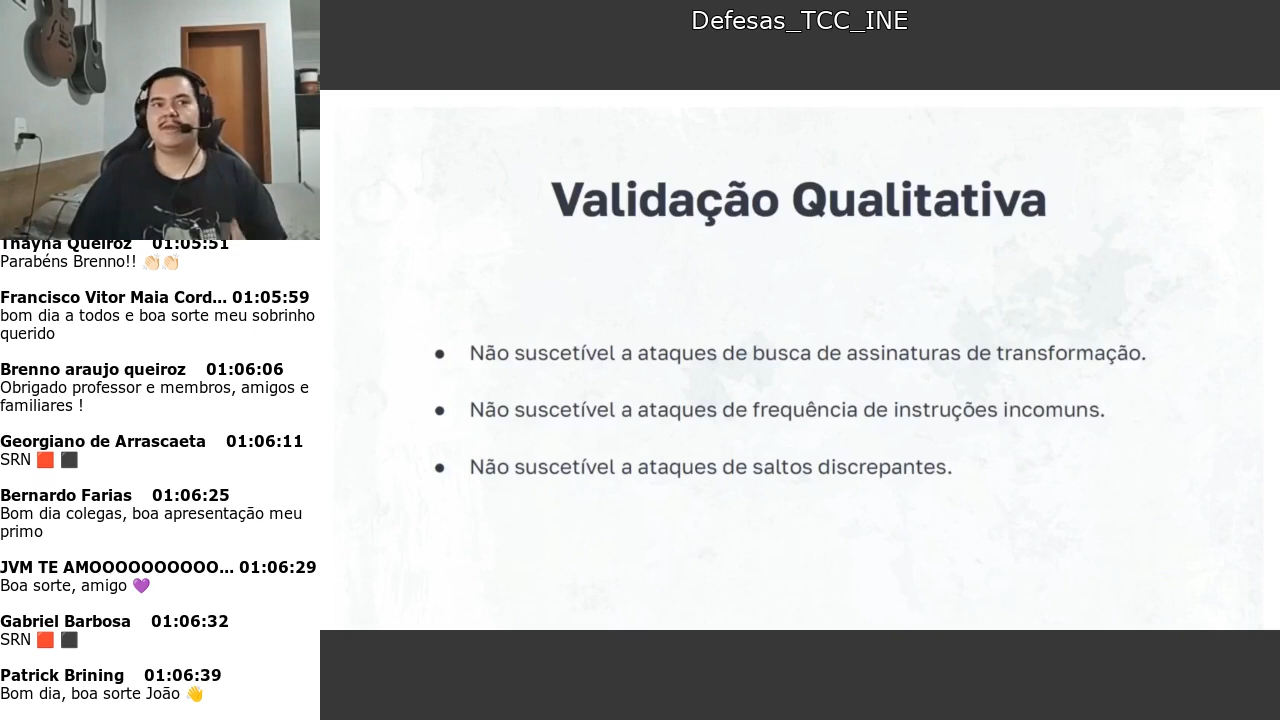 Defesas_TCC_INE
Validação Qualitativa
● Não suscetível a ataques de busca de assinaturas de transformação.
● Não suscetível a ataques de frequência de instruções incomuns.
● Não suscetível a ataques de saltos discrepantes.
Thayna Queiroz 01:05:51
Parabéns Brenno!! 👏🏻👏🏻
Francisco Vitor Maia Cord... 01:05:59
bom dia a todos e boa sorte meu sobrinho
querido
Brenno araujo queiroz 01:06:06
Obrigado professor e membros, amigos e
familiares !
Georgiano de Arrascaeta 01:06:11
SRN 🟥 ⬛
Bernardo Farias 01:06:25
Bom dia colegas, boa apresentação meu
primo
JVM TE AMOOOOOOOOOO... 01:06:29
Boa sorte, amigo 💜
Gabriel Barbosa 01:06:32
SRN 🟥 ⬛
Patrick Brining 01:06:39
Bom dia, boa sorte João 👋